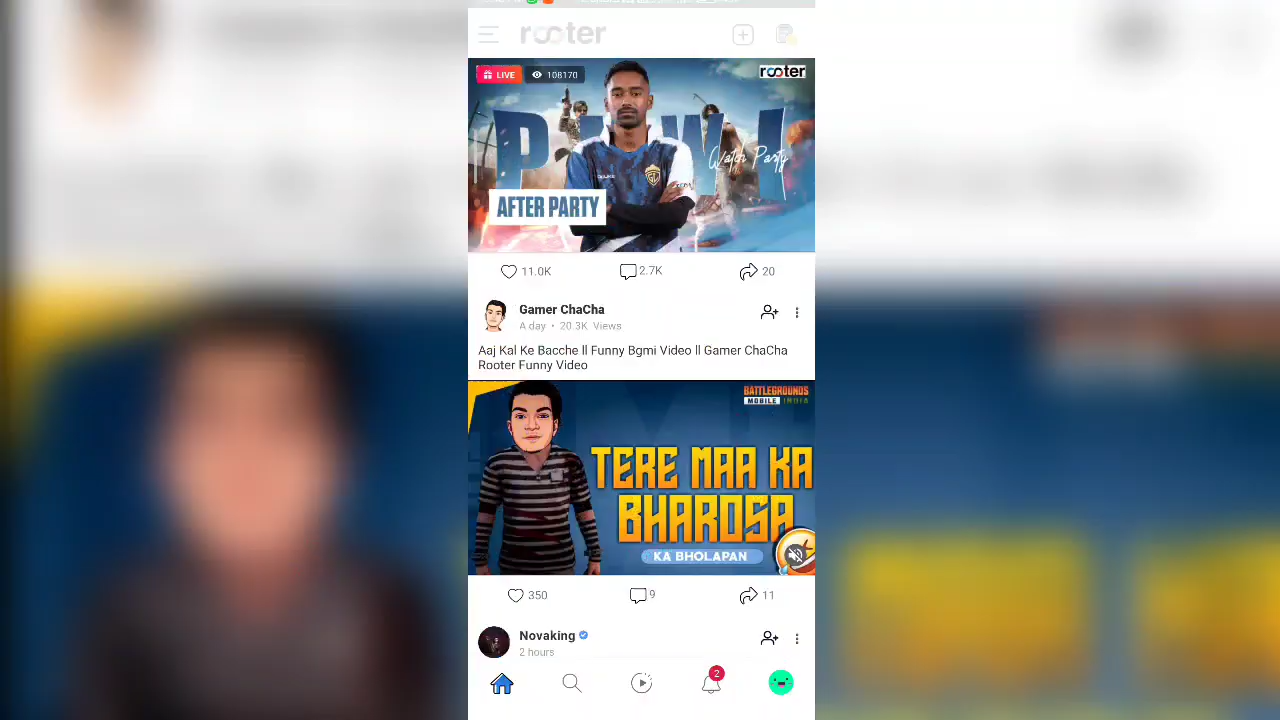 rooter
LIVE
108170
rooter
Water Party
AFTER PARTY
11.0K
2.7K
20
Gamer ChaCha
A day • 20.3K Views
Aaj Kal Ke Bacche ll Funny Bgmi Video ll Gamer ChaCha
Rooter Funny Video
BATTLEGROUNDS
MOBILE INDIA
TERE MAA KA
BHAROSA
KA BHOLAPAN
350
9
11
Novaking
2 hours
2